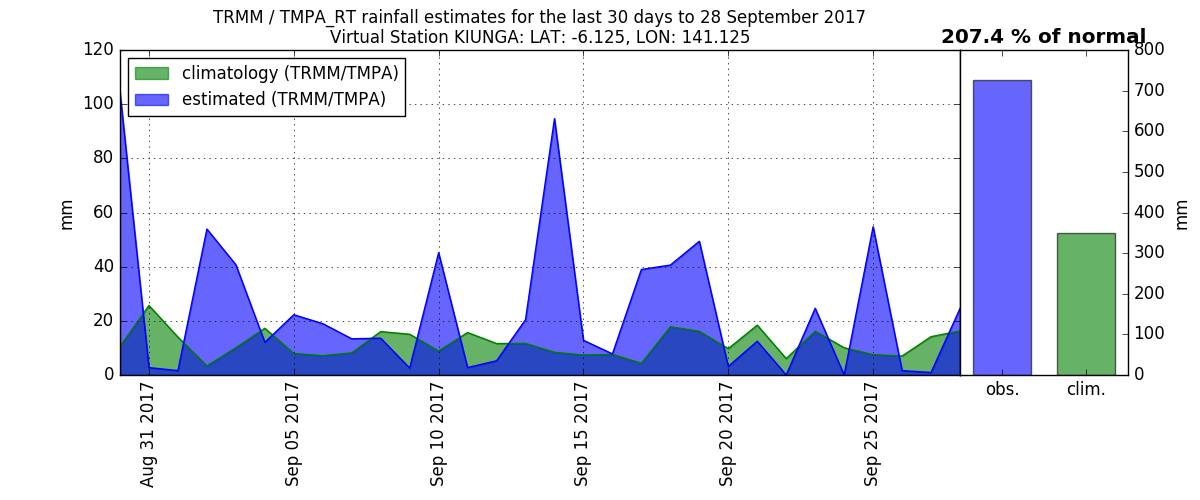 TRMM / TMPA_RT rainfall estimates for the last 30 days to 28 September 2017
Virtual Station KIUNGA: LAT: -6.125, LON: 141.125
207.4 % of normal
climatology (TRMM/TMPA)
estimated (TRMM/TMPA)
mm
120
100
80
60
40
20
0
Aug 31 2017
Sep 05 2017
Sep 10 2017
Sep 15 2017
Sep 20 2017
Sep 25 2017
800
700
600
500
400
300
200
100
0
mm
obs.
clim.